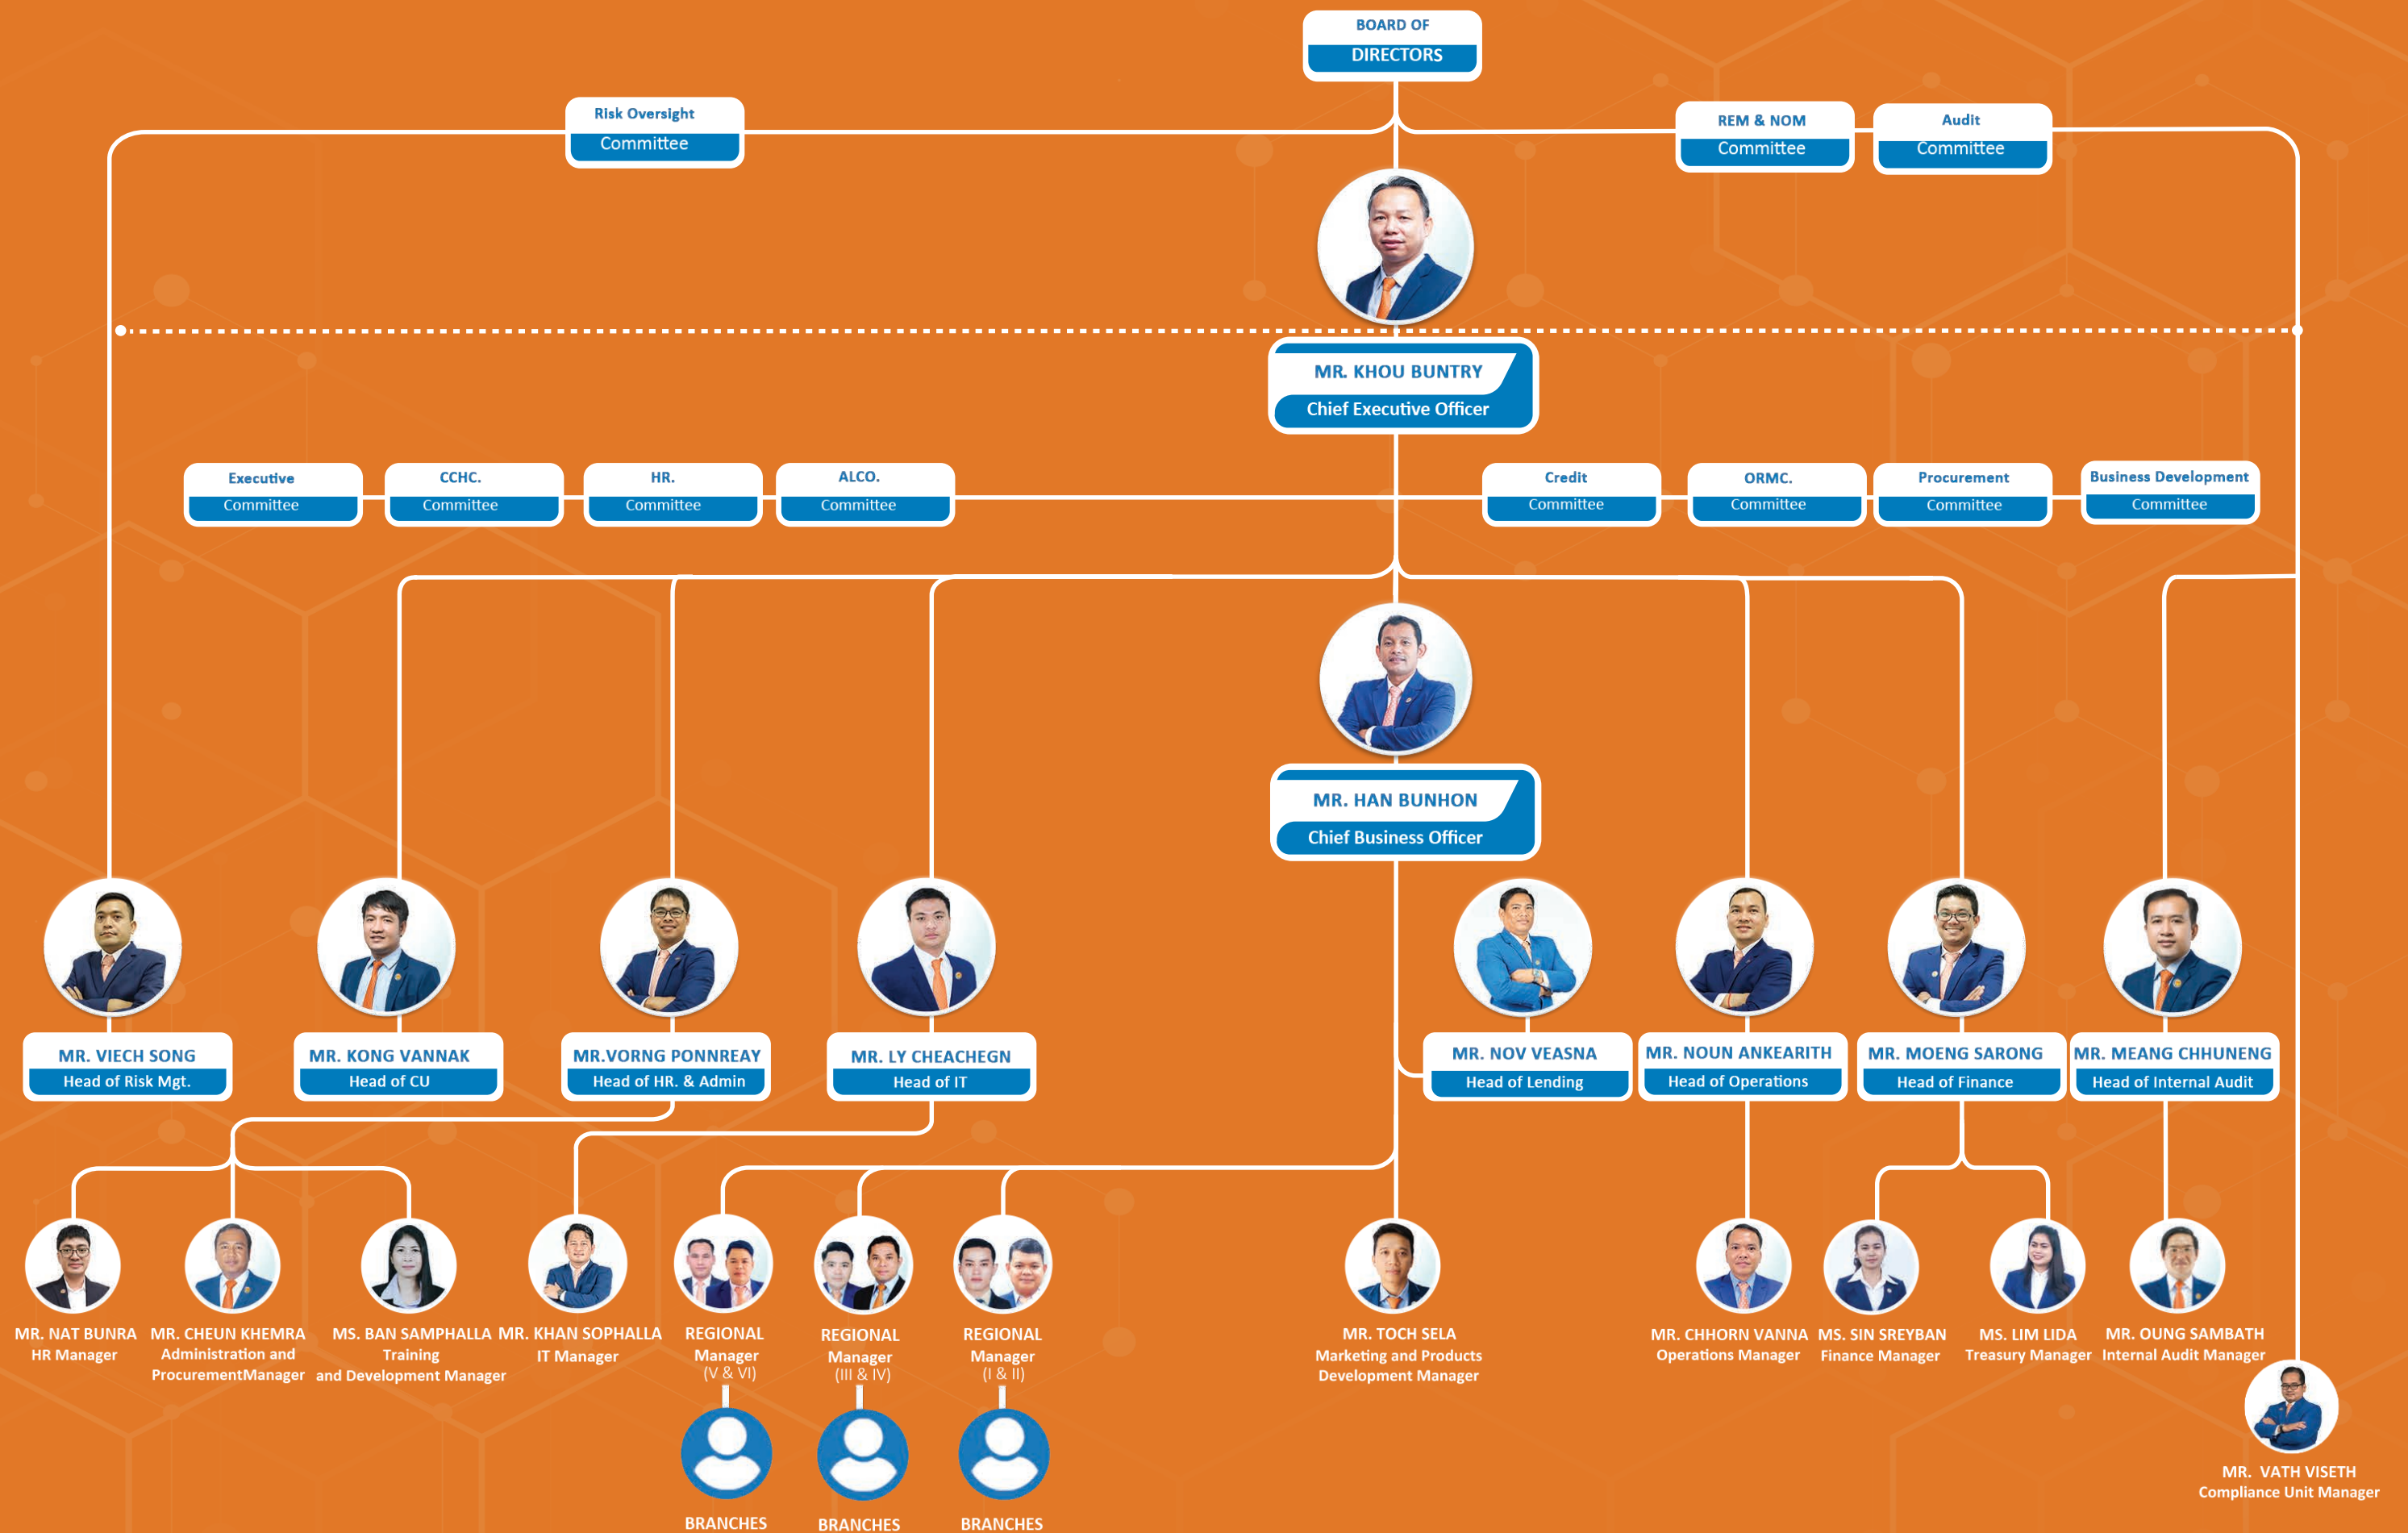 BOARD OF
DIRECTORS
Risk Oversight
Committee
REM & NOM
Committee
Audit
Committee
MR. KHOU BUNTRY
Chief Executive Officer
Executive
Committee
CCHC.
Committee
HR.
Committee
ALCO.
Committee
Credit
Committee
ORMC.
Committee
Procurement
Committee
Business Development
Committee
MR. HAN BUNHON
Chief Business Officer
MR. VIECH SONG
Head of Risk Mgt.
MR. KONG VANNAK
Head of CU
MR.VORNG PONNREAY
Head of HR. & Admin
MR. LY CHEACHEGN
Head of IT
MR. NOV VEASNA
Head of Lending
MR. NOUN ANKEARITH
Head of Operations
MR. MOENG SARONG
Head of Finance
MR. MEANG CHHUNENG
Head of Internal Audit
MR. NAT BUNRA
HR Manager
MR. CHEUN KHEMRA
Administration and
ProcurementManager
MS. BAN SAMPHALLA
Training
and Development Manager
MR. KHAN SOPHALLA
IT Manager
REGIONAL
Manager
(V & VI)
REGIONAL
Manager
(III & IV)
REGIONAL
Manager
(I & II)
MR. TOCH SELA
Marketing and Products
Development Manager
MR. CHHORN VANNA
Operations Manager
MS. SIN SREYBAN
Finance Manager
MS. LIM LIDA
Treasury Manager
MR. OUNG SAMBATH
Internal Audit Manager
MR. VATH VISETH
Compliance Unit Manager
BRANCHES
BRANCHES
BRANCHES